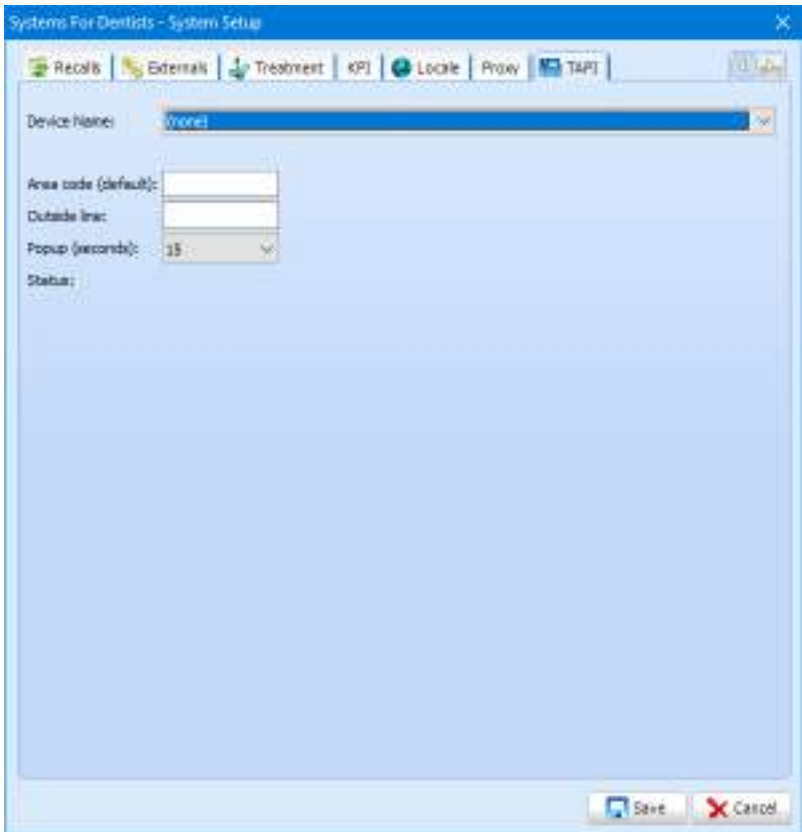 Systems For Dentists - System Setup
Recalls Externals Treatment KPI Locale Proxy TAPI
Device Name: (none)
Area code (default):
Outside line:
Popup (seconds): 15
Status:
Save Cancel